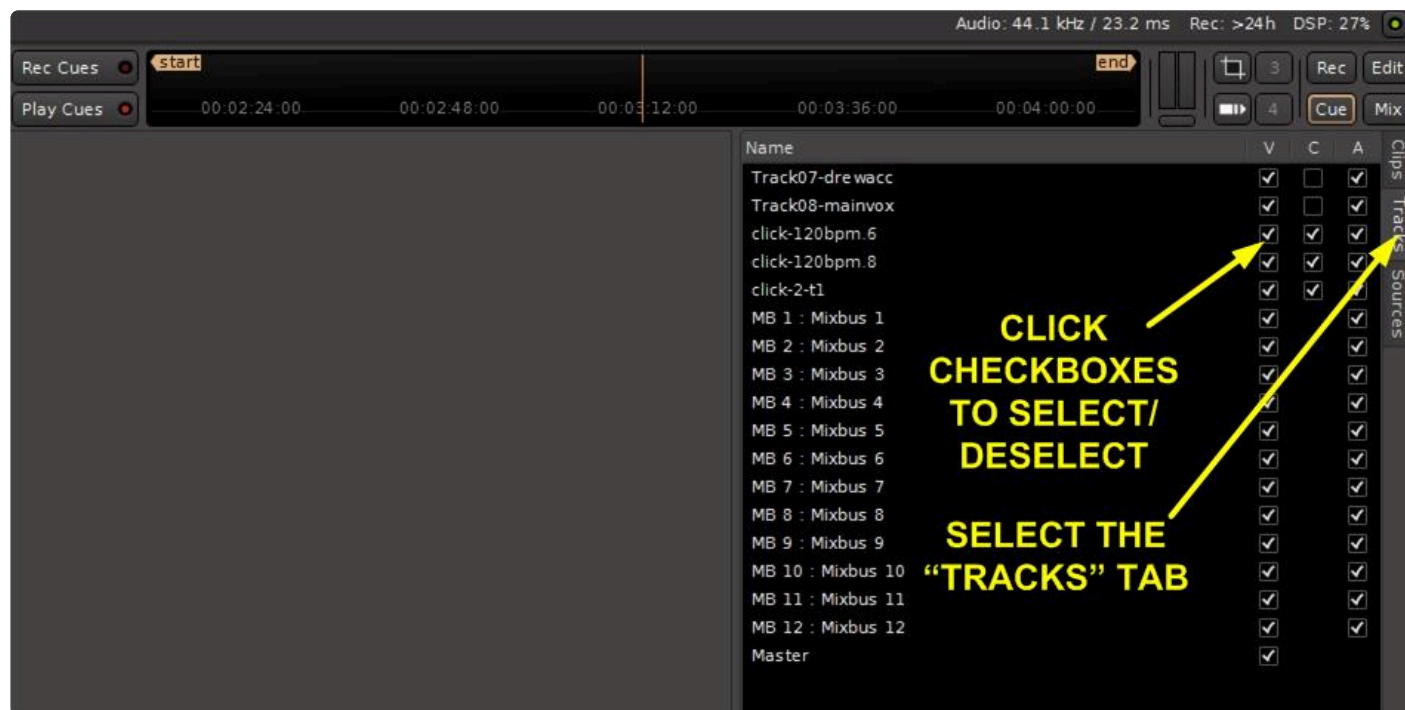 Audio: 44.1 kHz / 23.2 ms Rec: >24h DSP: 27%
Rec Cues start end 3 Rec Edit
Play Cues 00:02:24:00 00:02:48:00 00:03:12:00 00:03:36:00 00:04:00:00 4 Cue Mix
Name V C A
Clips
Tracks
Sources
Track07-drewacc
Track08-mainvox
click-120bpm.6
click-120bpm.8
click-2-t1
MB 1 : Mixbus 1
MB 2 : Mixbus 2
MB 3 : Mixbus 3
MB 4 : Mixbus 4
MB 5 : Mixbus 5
MB 6 : Mixbus 6
MB 7 : Mixbus 7
MB 8 : Mixbus 8
MB 9 : Mixbus 9
MB 10 : Mixbus 10
MB 11 : Mixbus 11
MB 12 : Mixbus 12
Master
CLICK
CHECKBOXES
TO SELECT/
DESELECT
SELECT THE
“TRACKS” TAB